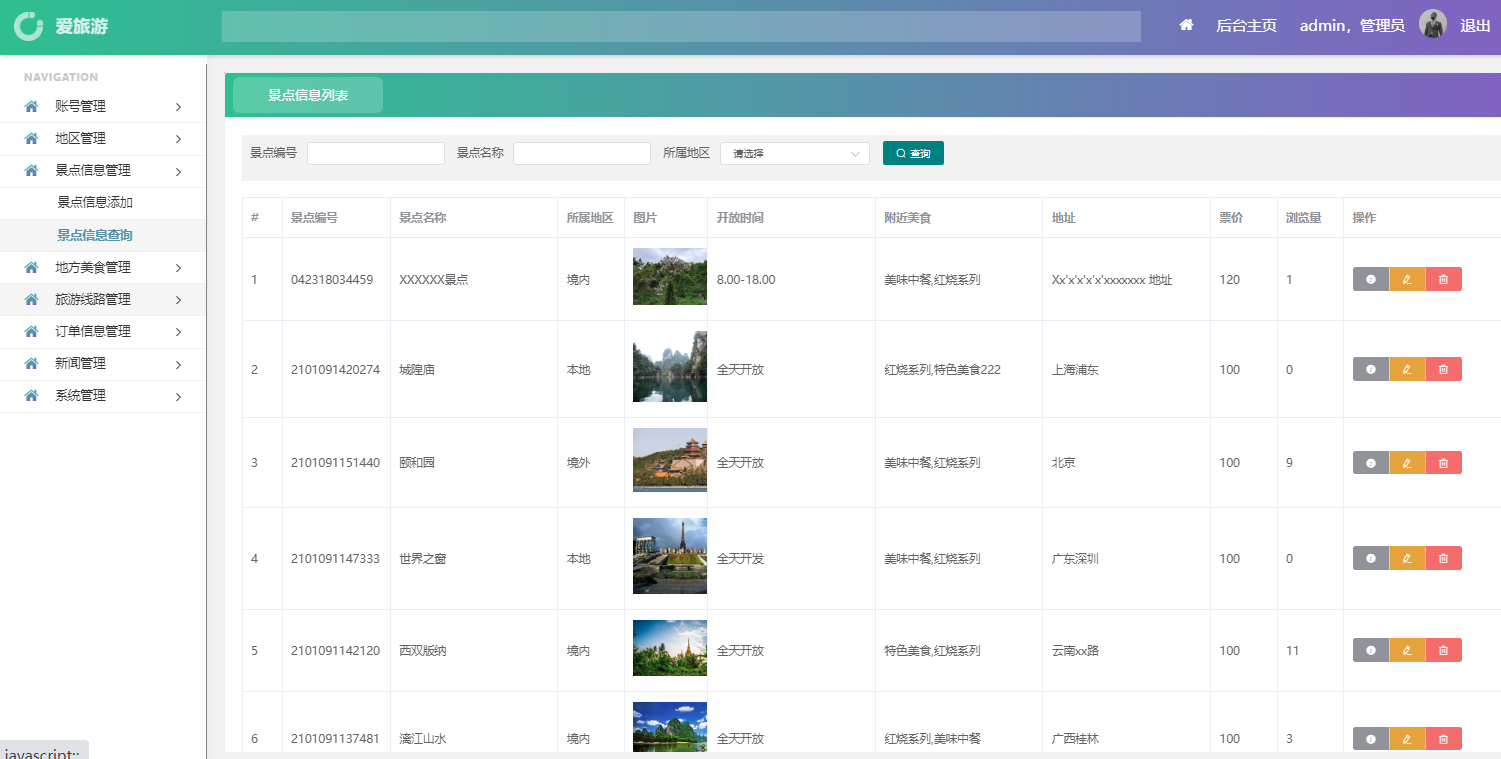 爱旅游
后台主页 admin，管理员 退出
NAVIGATION
账号管理
地区管理
景点信息管理
景点信息添加
景点信息查询
地方美食管理
旅游线路管理
订单信息管理
新闻管理
系统管理
景点信息列表
景点编号 景点名称 所属地区 请选择 查询
# 景点编号 景点名称 所属地区 图片 开放时间 附近美食 地址 票价 浏览量 操作
1 042318034459 XXXXXX景点 境内 8.00-18.00 美味中餐,红烧系列 Xx'x'x'x'x'xxxxxxx 地址 120 1
2 2101091420274 城隍庙 本地 全天开放 红烧系列,特色美食222 上海浦东 100 0
3 2101091151440 颐和园 境外 全天开放 美味中餐,红烧系列 北京 100 9
4 2101091147333 世界之窗 本地 全天开发 美味中餐,红烧系列 广东深圳 100 0
5 2101091142120 西双版纳 境内 全天开放 特色美食,红烧系列 云南xx路 100 11
6 2101091137481 漓江山水 境内 全天开放 红烧系列,美味中餐 广西桂林 100 3
javascript:;